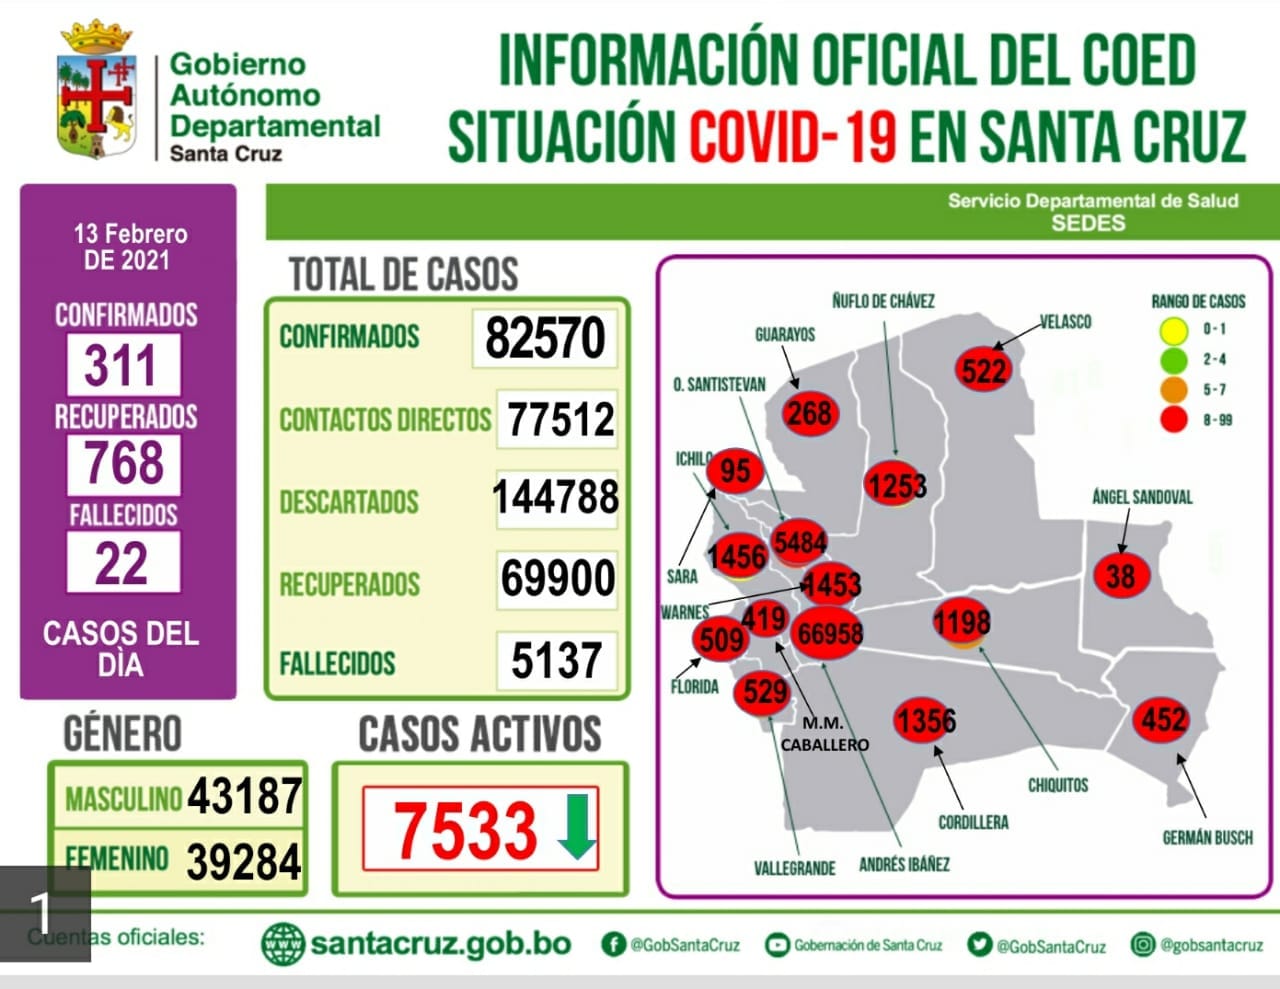 Gobierno
Autónomo
Departamental
Santa Cruz
INFORMACIÓN OFICIAL DEL COED
SITUACIÓN COVID-19 EN SANTA CRUZ
Servicio Departamental de Salud
SEDES
13 Febrero
DE 2021
CONFIRMADOS
311
RECUPERADOS
768
FALLECIDOS
22
CASOS DEL
DÌA
TOTAL DE CASOS
CONFIRMADOS 82570
CONTACTOS DIRECTOS 77512
DESCARTADOS 144788
RECUPERADOS 69900
FALLECIDOS 5137
GÉNERO
MASCULINO 43187
FEMENINO 39284
CASOS ACTIVOS
7533
RANGO DE CASOS
0-1
2-4
5-7
8-99
ÑUFLO DE CHÁVEZ
1253
VELASCO
522
GUARAYOS
268
O. SANTISTEVAN
5484
ICHILO
1456
95
SARA
ÁNGEL SANDOVAL
38
WARNES
1453
419
M.M.
CABALLERO
66958
ANDRÉS IBÁÑEZ
1198
CHIQUITOS
509
FLORIDA
529
VALLEGRANDE
1356
CORDILLERA
452
GERMÁN BUSCH
1
Cuentas oficiales:
www
santacruz.gob.bo
@GobSantaCruz
Gobernación de Santa Cruz
@GobSantaCruz
@gobsantacruz